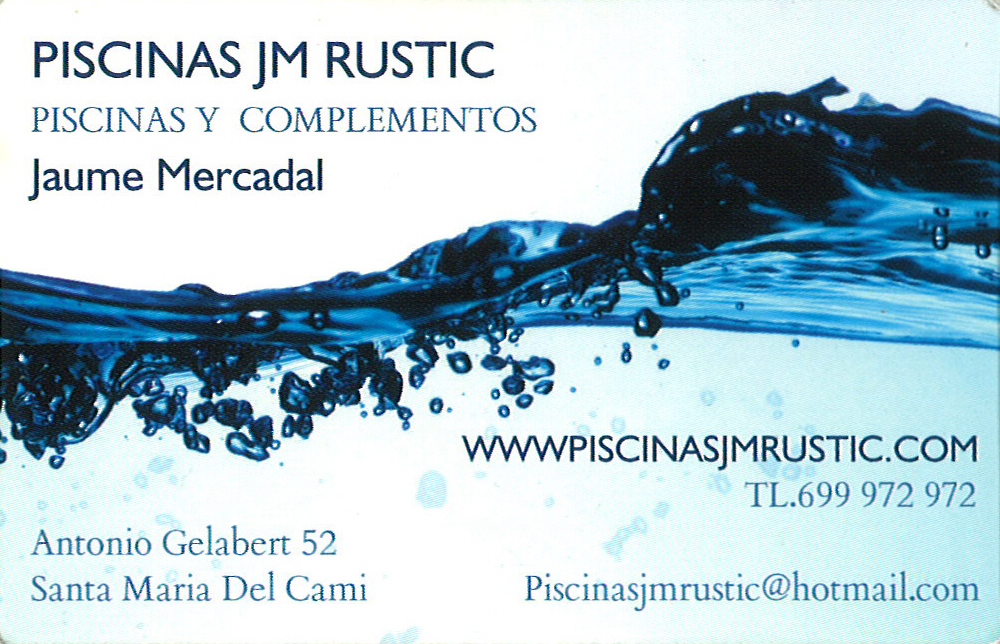 PISCINAS JM RUSTIC
PISCINAS Y COMPLEMENTOS
Jaume Mercadal
WWWPISCINASJMRUSTIC.COM
TL.699 972 972
Antonio Gelabert 52
Santa Maria Del Cami
Piscinasjmrustic@hotmail.com